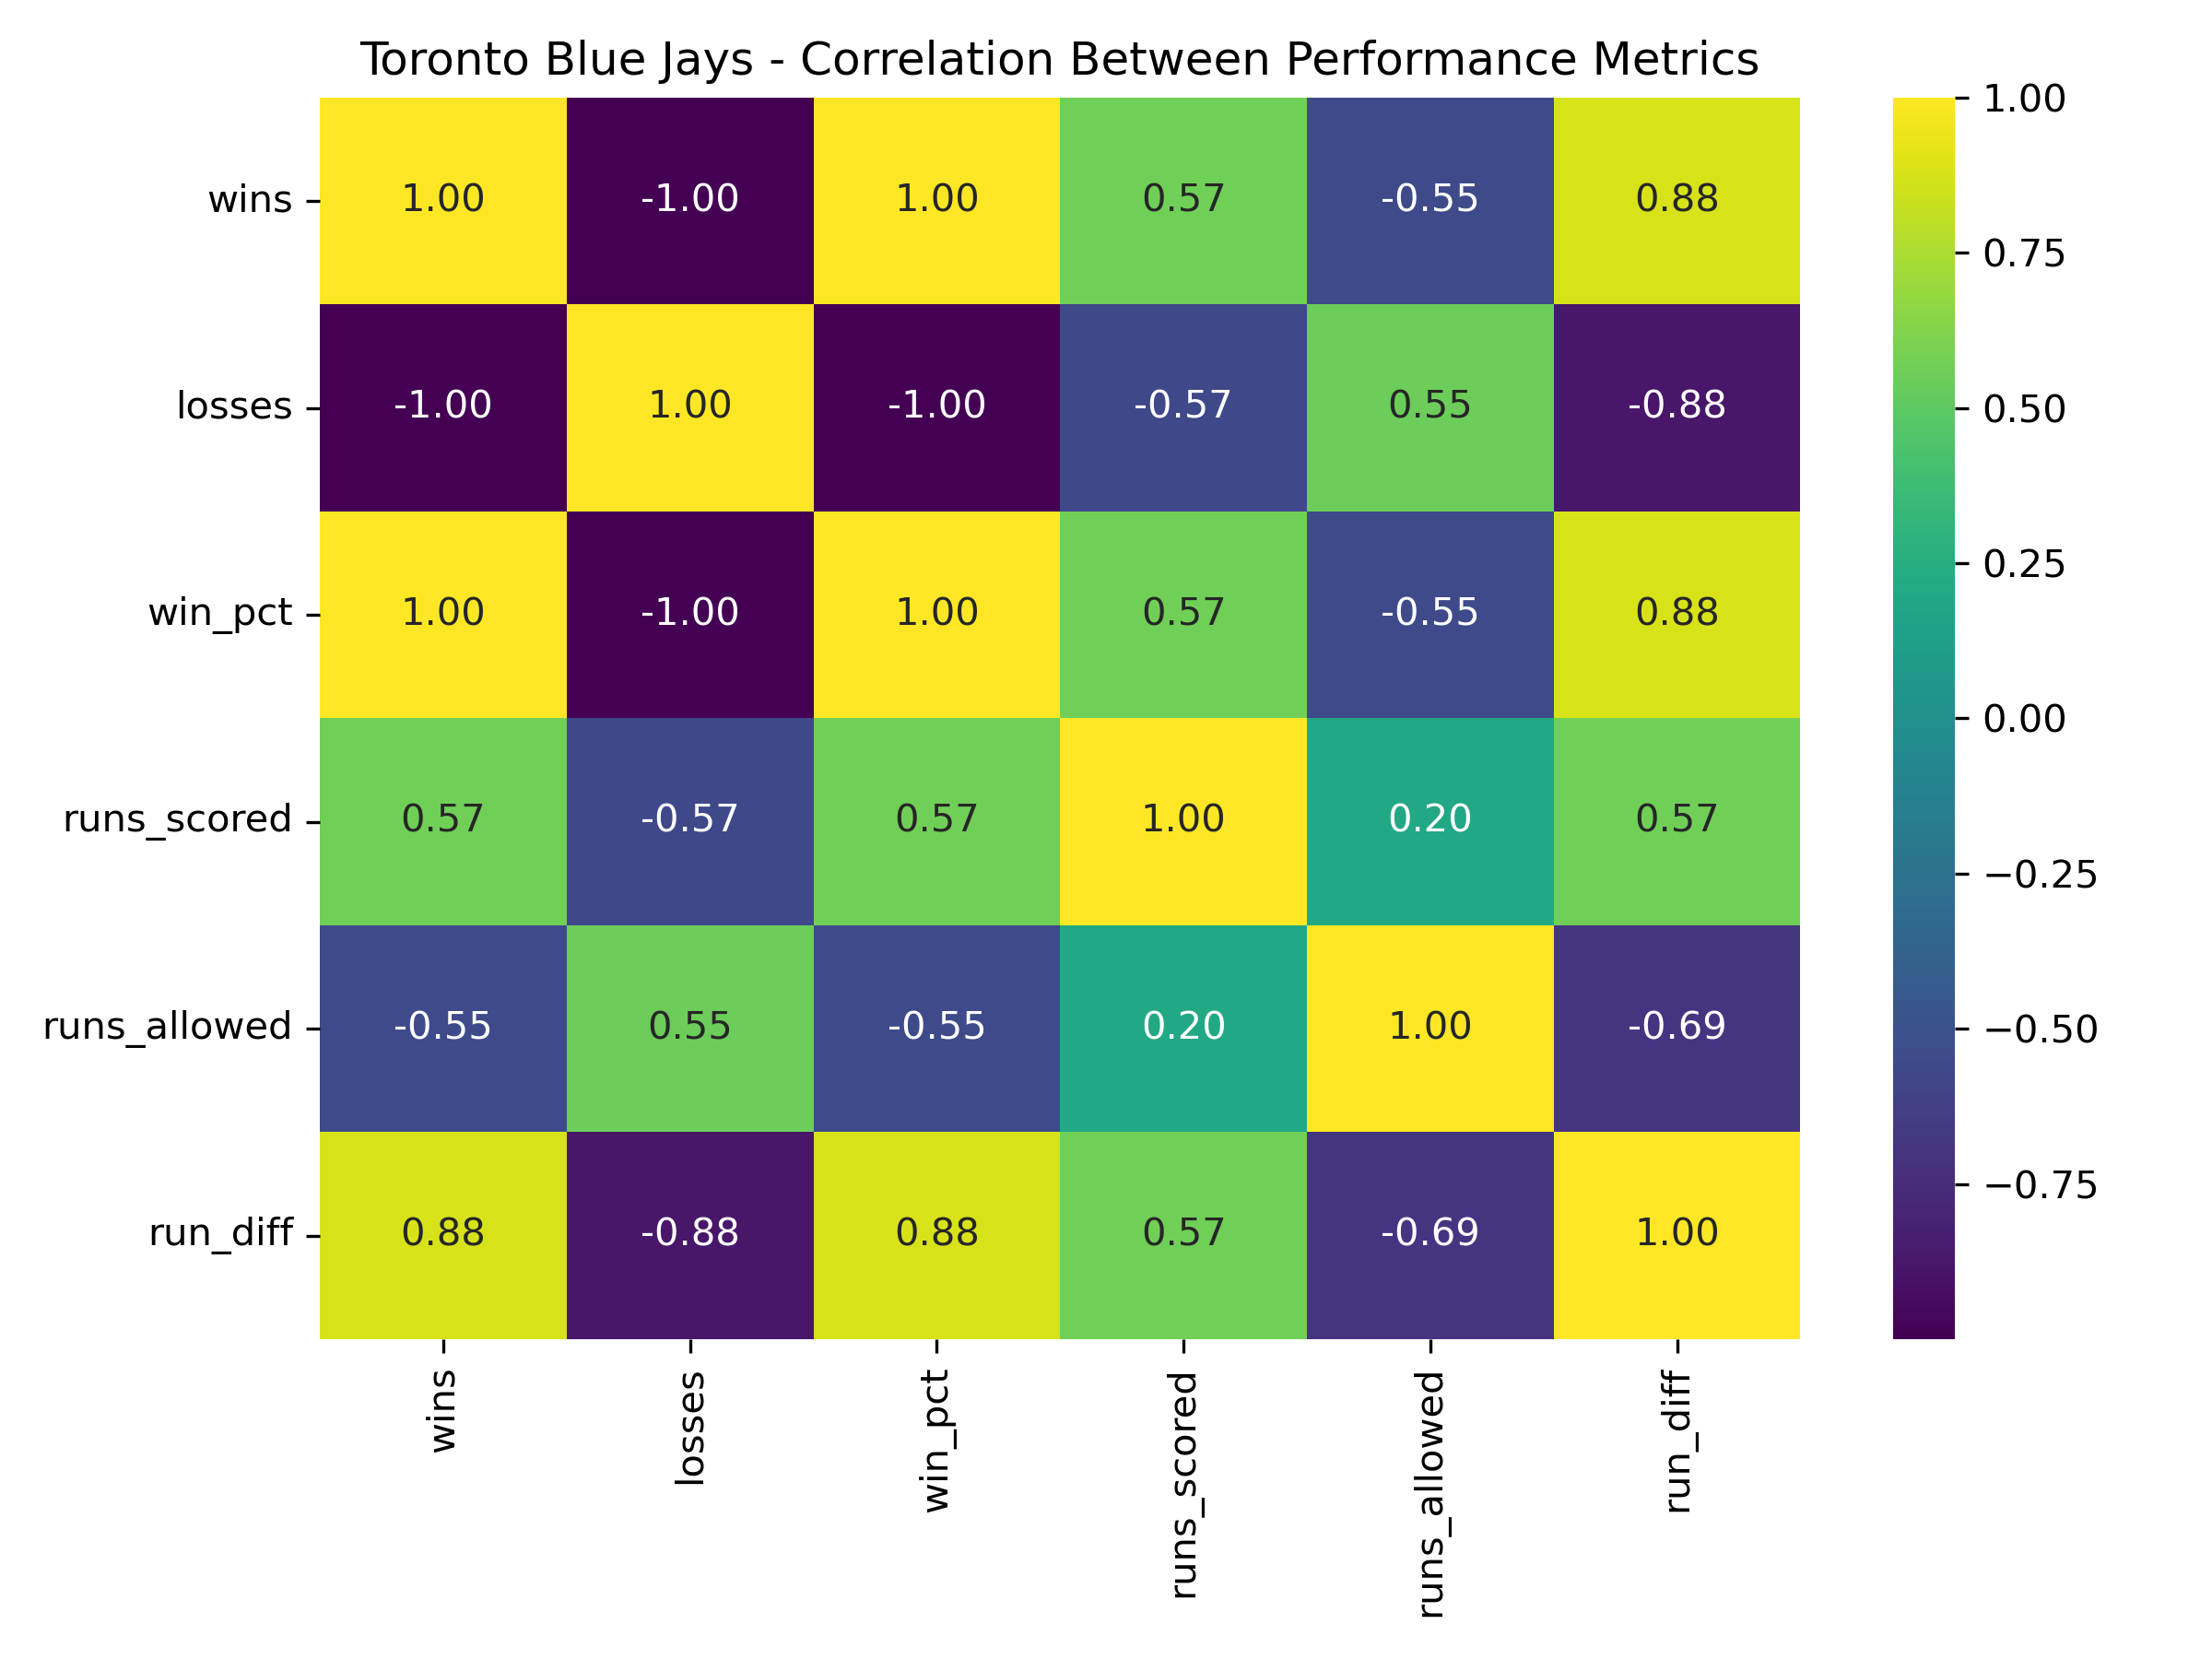 Toronto Blue Jays - Correlation Between Performance Metrics
wins 1.00 -1.00 1.00 0.57 -0.55 0.88
losses -1.00 1.00 -1.00 -0.57 0.55 -0.88
win_pct 1.00 -1.00 1.00 0.57 -0.55 0.88
runs_scored 0.57 -0.57 0.57 1.00 0.20 0.57
runs_allowed -0.55 0.55 -0.55 0.20 1.00 -0.69
run_diff 0.88 -0.88 0.88 0.57 -0.69 1.00
wins
losses
win_pct
runs_scored
runs_allowed
run_diff
1.00
0.75
0.50
0.25
0.00
−0.25
−0.50
−0.75